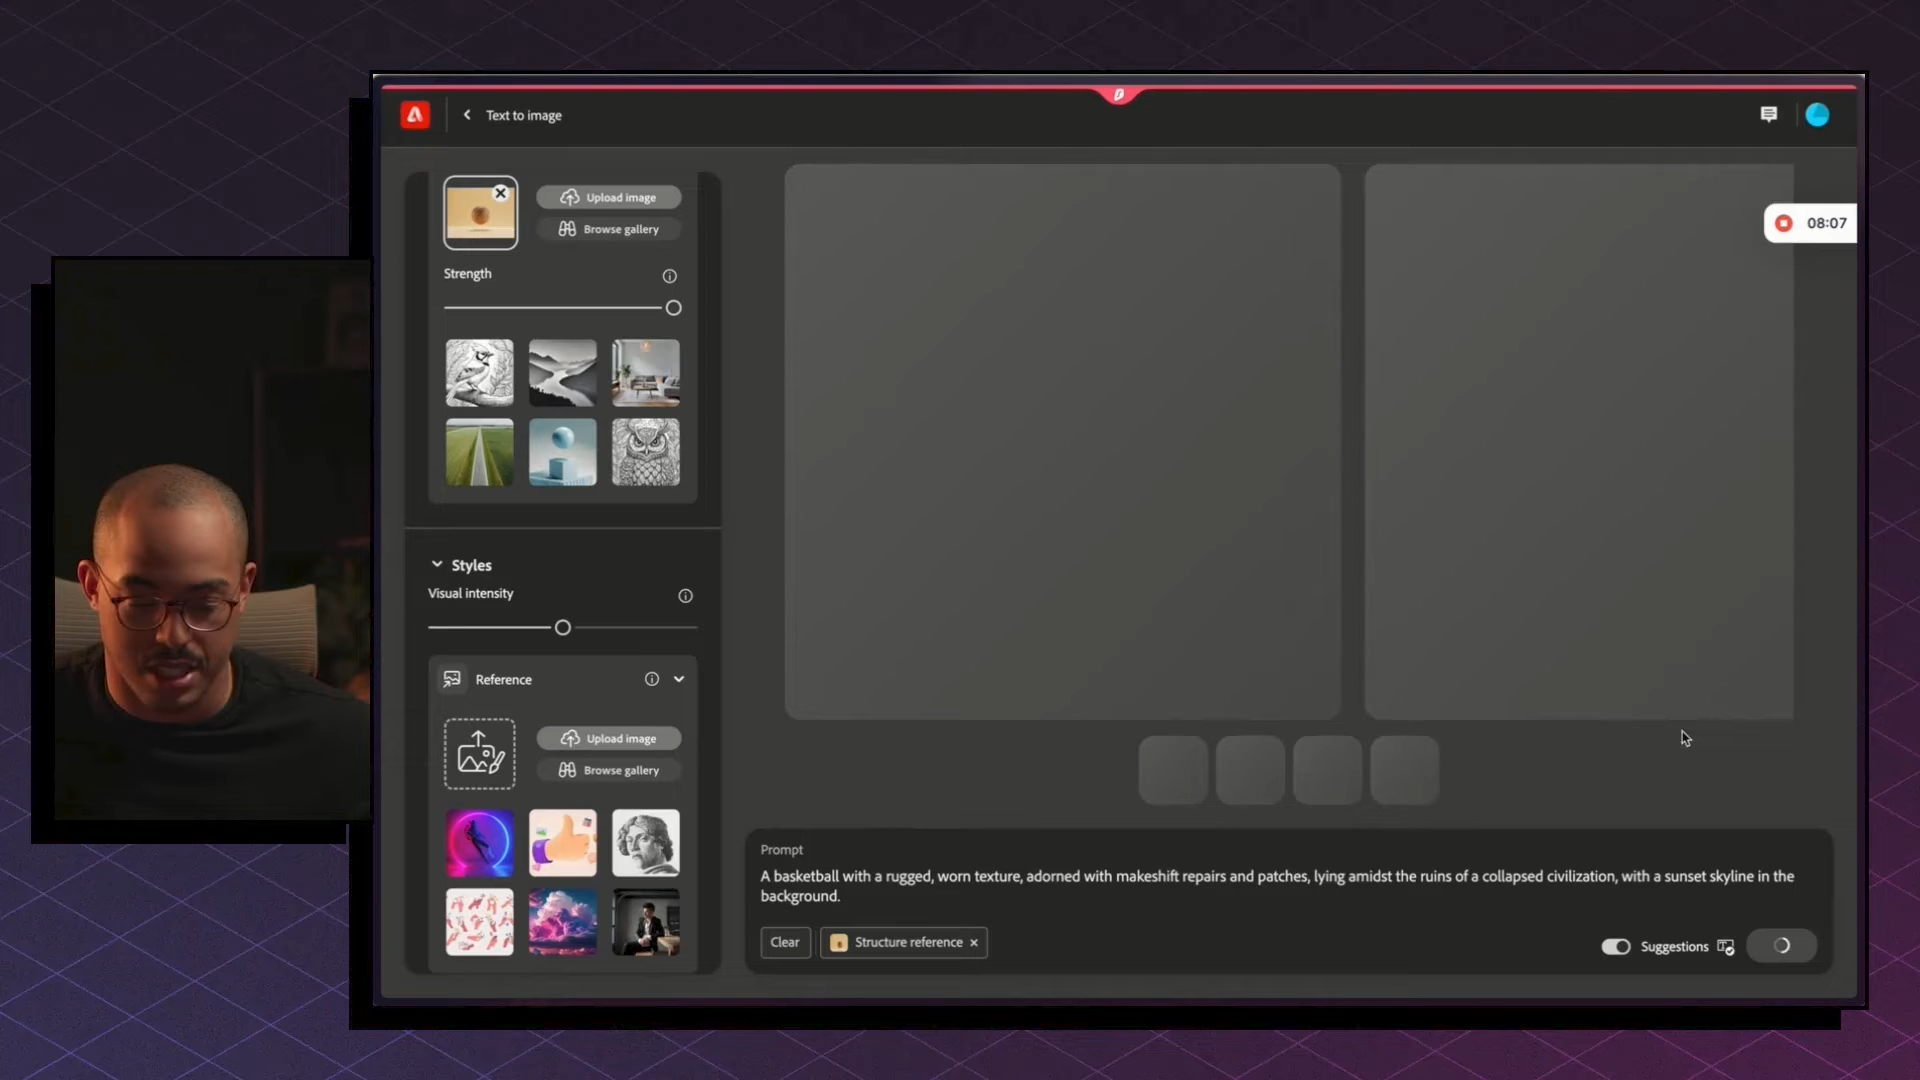 Text to image
Upload image
Browse gallery
08:07
Strength
Styles
Visual intensity
Reference
Upload image
Browse gallery
Prompt
A basketball with a rugged, worn texture, adorned with makeshift repairs and patches, lying amidst the ruins of a collapsed civilization, with a sunset skyline in the
background.
Clear
Structure reference
Suggestions